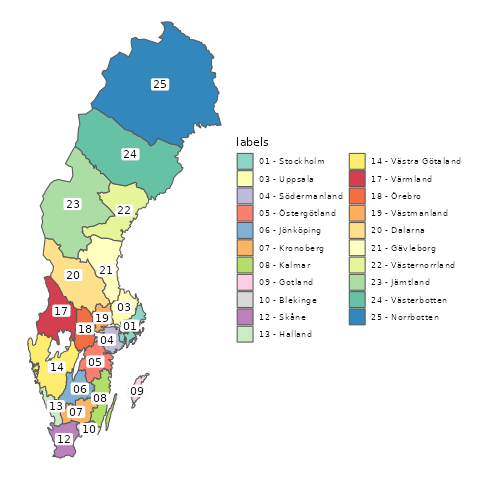 25
labels
24
01 - Stockholm
03 - Uppsala
04 - Södermanland
05 - Östergötland
06 - Jönköping
07 - Kronoberg
08 - Kalmar
09 - Gotland
10 - Blekinge
12 - Skåne
13 - Halland
14 - Västra Götaland
17 - Värmland
18 - Örebro
19 - Västmanland
20 - Dalarna
21 - Gävleborg
22 - Västernorrland
23 - Jämtland
24 - Västerbotten
25 - Norrbotten
23
22
21
20
03
17
19
01
18
04
05
14
06
09
08
13
07
10
12